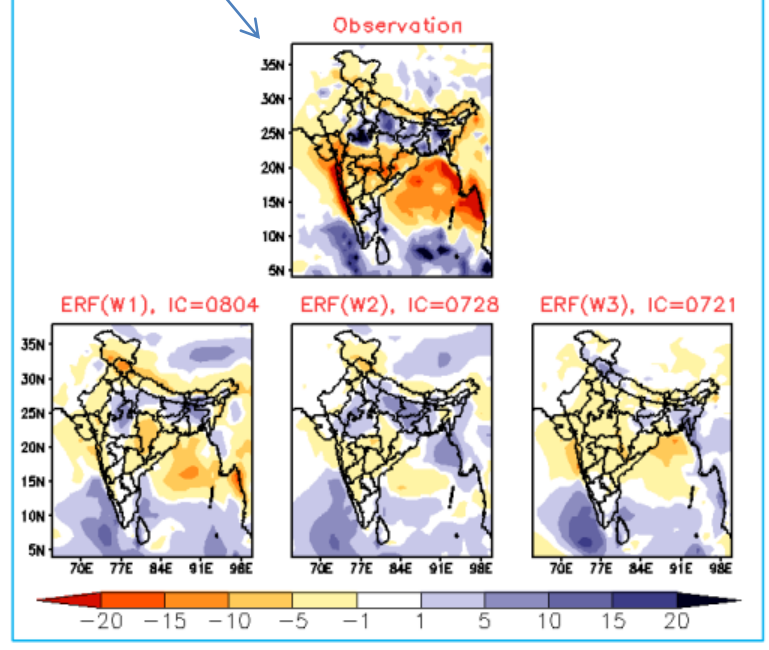 Observation
35N
30N
25N
20N
15N
10N
5N
ERF(W1), IC=0804 ERF(W2), IC=0728 ERF(W3), IC=0721
35N
30N
25N
20N
15N
10N
5N
70E 77E 84E 91E 98E 70E 77E 84E 91E 98E 70E 77E 84E 91E 98E
−20 −15 −10 −5 −1 1 5 10 15 20